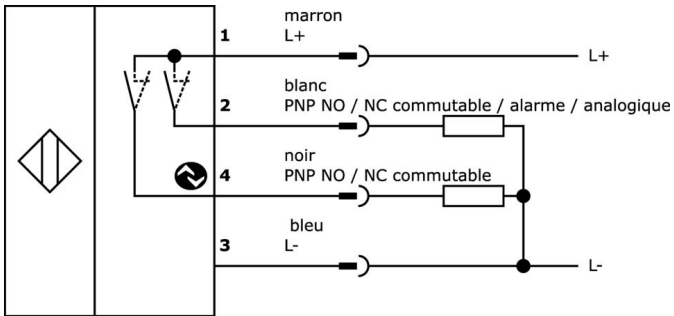 marron
1 L+
L+
blanc
2 PNP NO / NC commutable / alarme / analogique
noir
4 PNP NO / NC commutable
bleu
3 L-
L-